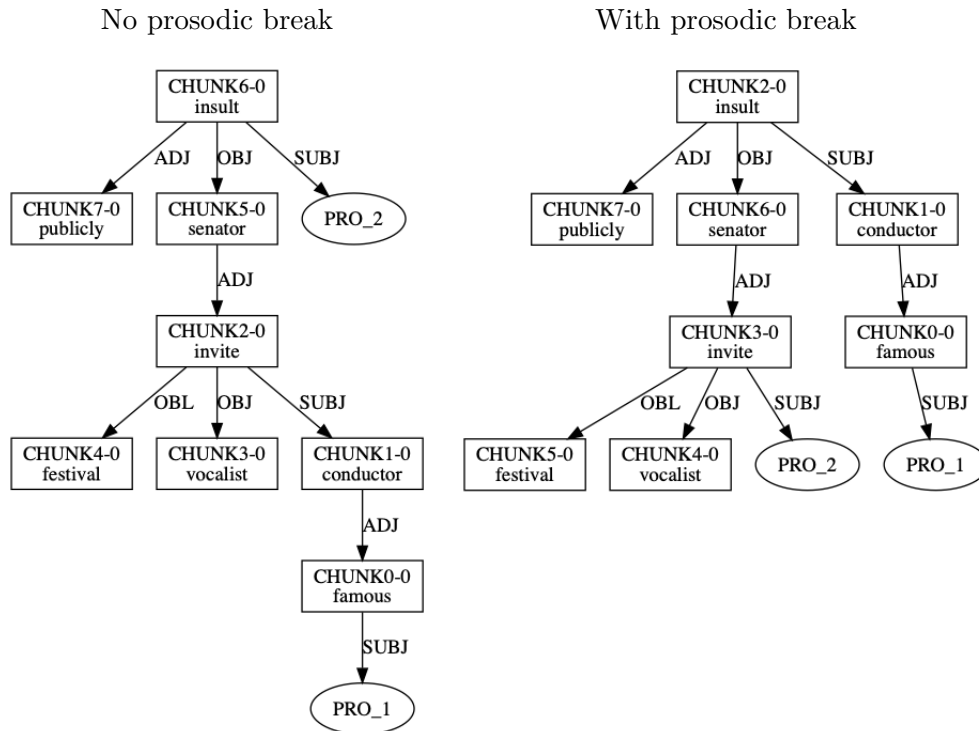 No prosodic break
CHUNK6-0
insult
ADJ
OBJ
SUBJ
CHUNK7-0
publicly
CHUNK5-0
senator
PRO_2
ADJ
CHUNK2-0
invite
OBL
OBJ
SUBJ
CHUNK4-0
festival
CHUNK3-0
vocalist
CHUNK1-0
conductor
ADJ
CHUNK0-0
famous
SUBJ
PRO_1
With prosodic break
CHUNK2-0
insult
ADJ
OBJ
SUBJ
CHUNK7-0
publicly
CHUNK6-0
senator
CHUNK1-0
conductor
ADJ
ADJ
CHUNK3-0
invite
CHUNK0-0
famous
OBL
OBJ
SUBJ
SUBJ
CHUNK5-0
festival
CHUNK4-0
vocalist
PRO_2
PRO_1